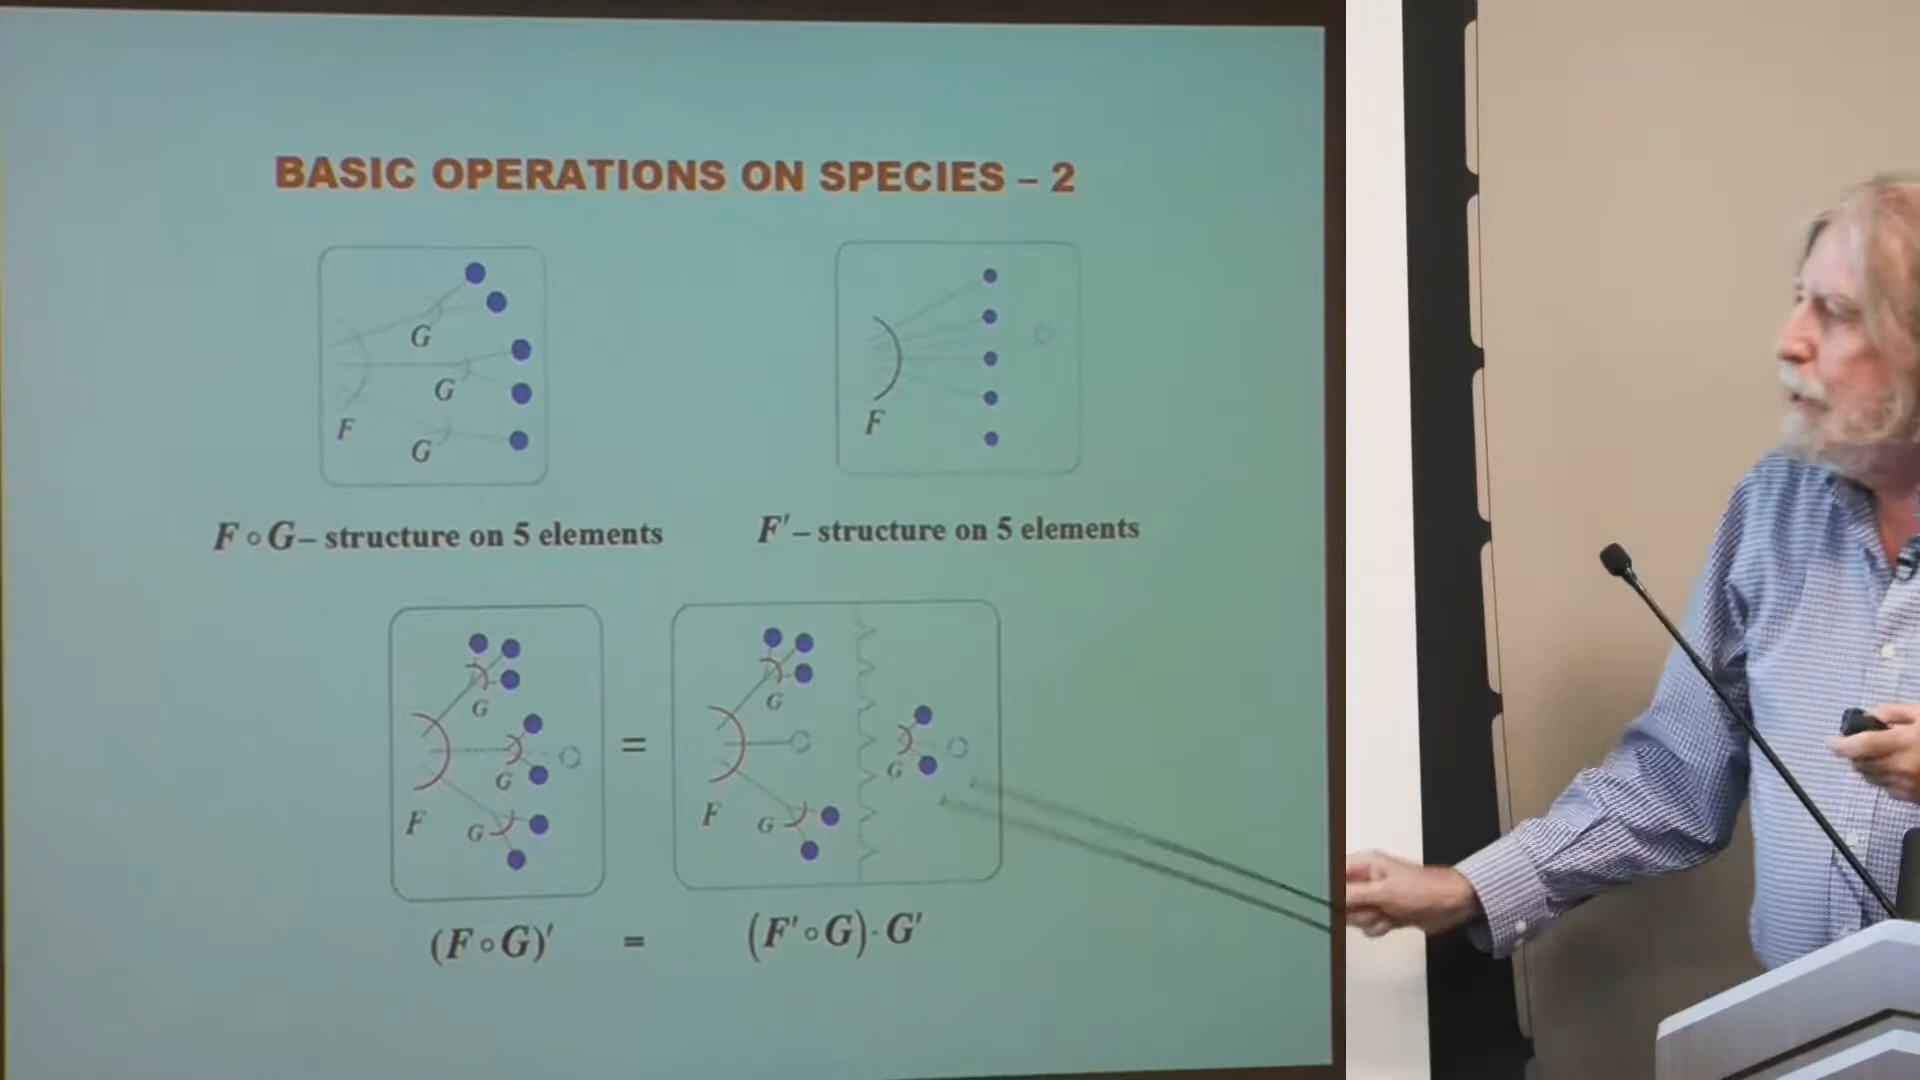 BASIC OPERATIONS ON SPECIES – 2
G
G
F
G
F
F ∘ G – structure on 5 elements
F′ – structure on 5 elements
G
G
F
G
=
G
G
F
G
(F ∘ G)′ = (F′ ∘ G) · G′